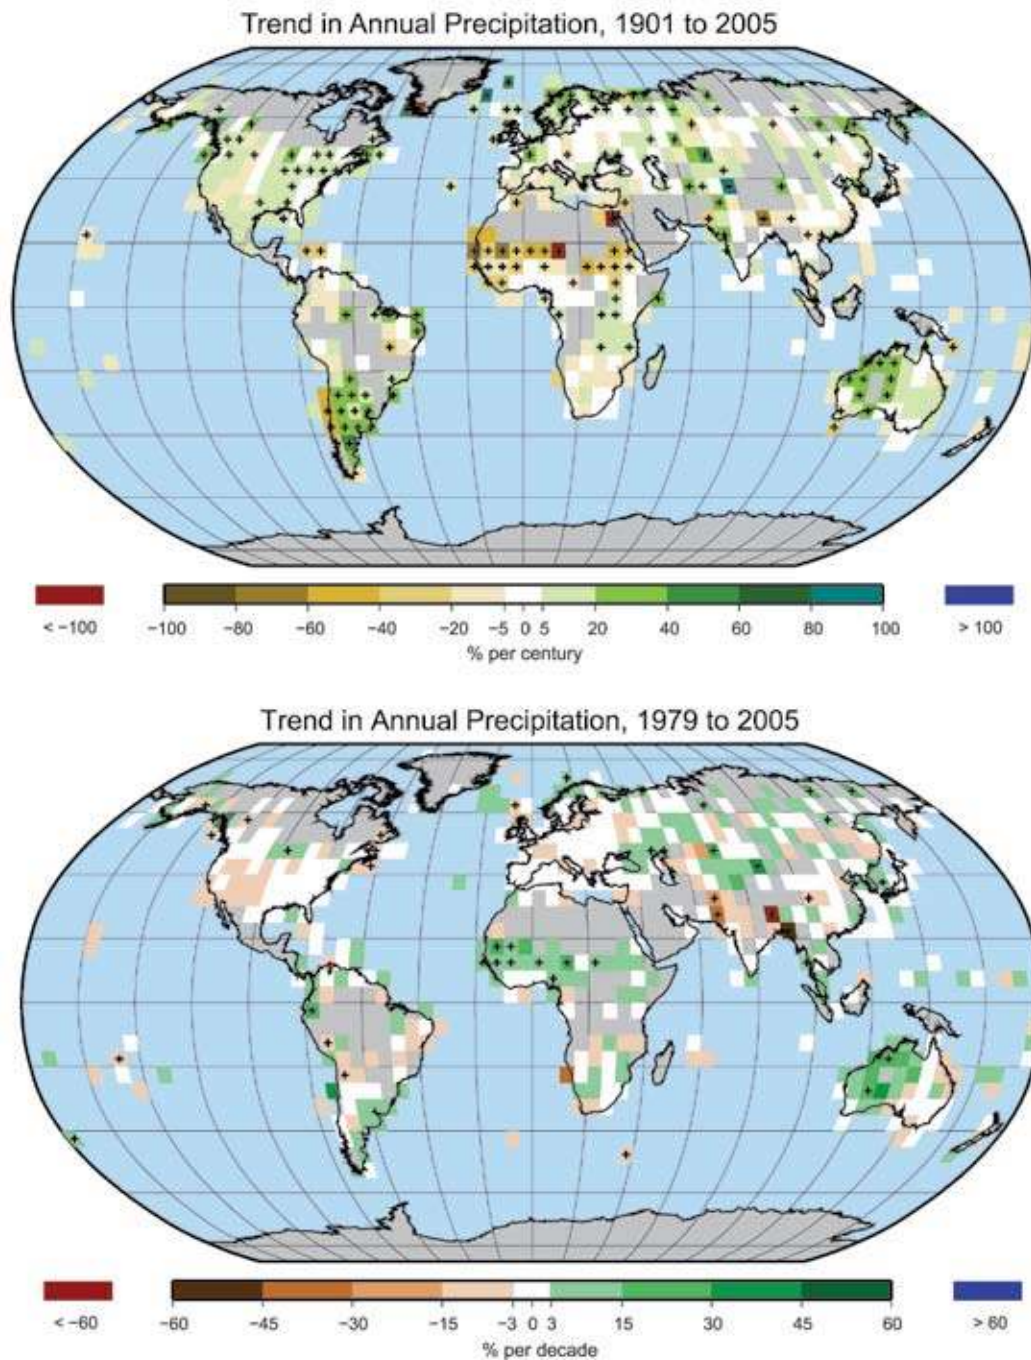 Trend in Annual Precipitation, 1901 to 2005
< −100
−100 −80 −60 −40 −20 −5 0 5 20 40 60 80 100
> 100
% per century
Trend in Annual Precipitation, 1979 to 2005
< −60
−60 −45 −30 −15 −3 0 3 15 30 45 60
> 60
% per decade